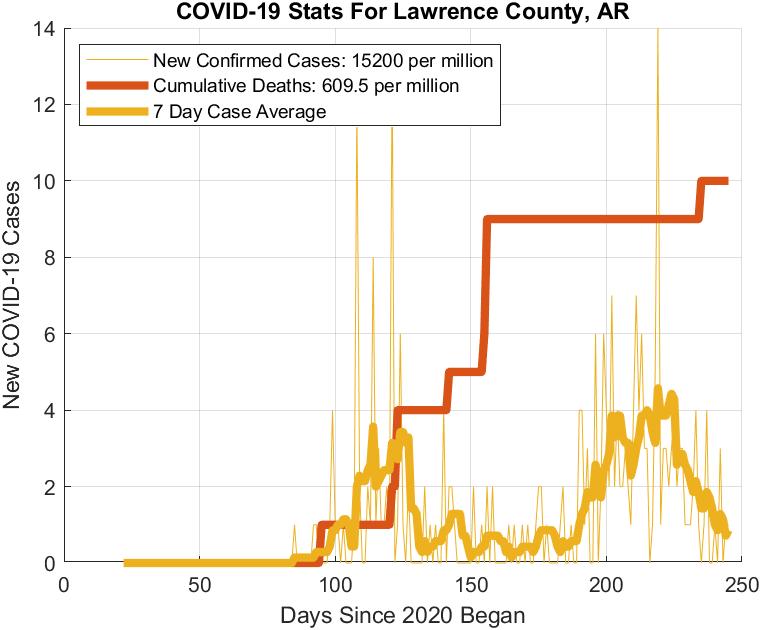 COVID-19 Stats For Lawrence County, AR
New Confirmed Cases: 15200 per million
Cumulative Deaths: 609.5 per million
7 Day Case Average
New COVID-19 Cases
14
12
10
8
6
4
2
0
0 50 100 150 200 250
Days Since 2020 Began